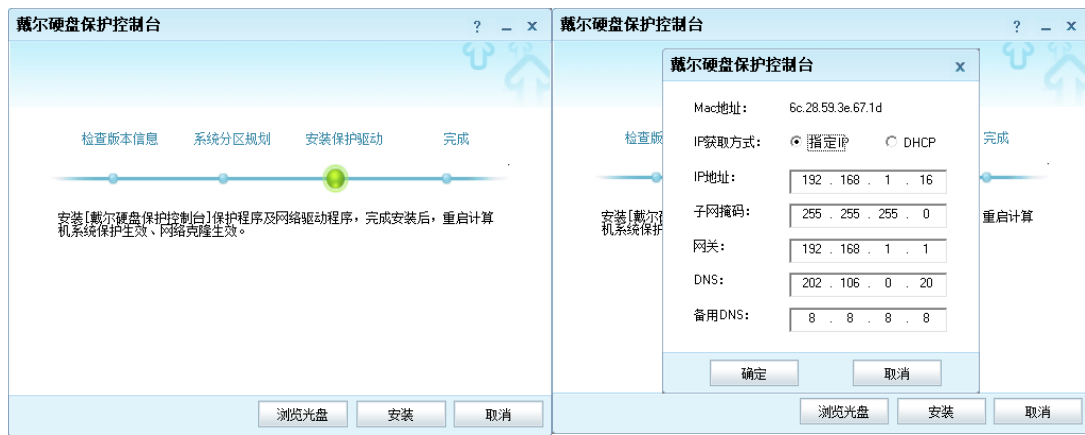 戴尔硬盘保护控制台
检查版本信息 系统分区规划 安装保护驱动 完成
安装[戴尔硬盘保护控制台]保护程序及网络驱动程序，完成安装后，重启计算
机系统保护生效、网络克隆生效。
浏览光盘 安装 取消
戴尔硬盘保护控制台
检查版
完成
安装[戴尔
重启计算
机系统保护
戴尔硬盘保护控制台
Mac地址： 6c.28.59.3e.67.1d
IP获取方式： 指定IP DHCP
IP地址： 192 . 168 . 1 . 16
子网掩码： 255 . 255 . 255 . 0
网关： 192 . 168 . 1 . 1
DNS： 202 . 106 . 0 . 20
备用DNS： 8 . 8 . 8 . 8
确定 取消
浏览光盘 安装 取消